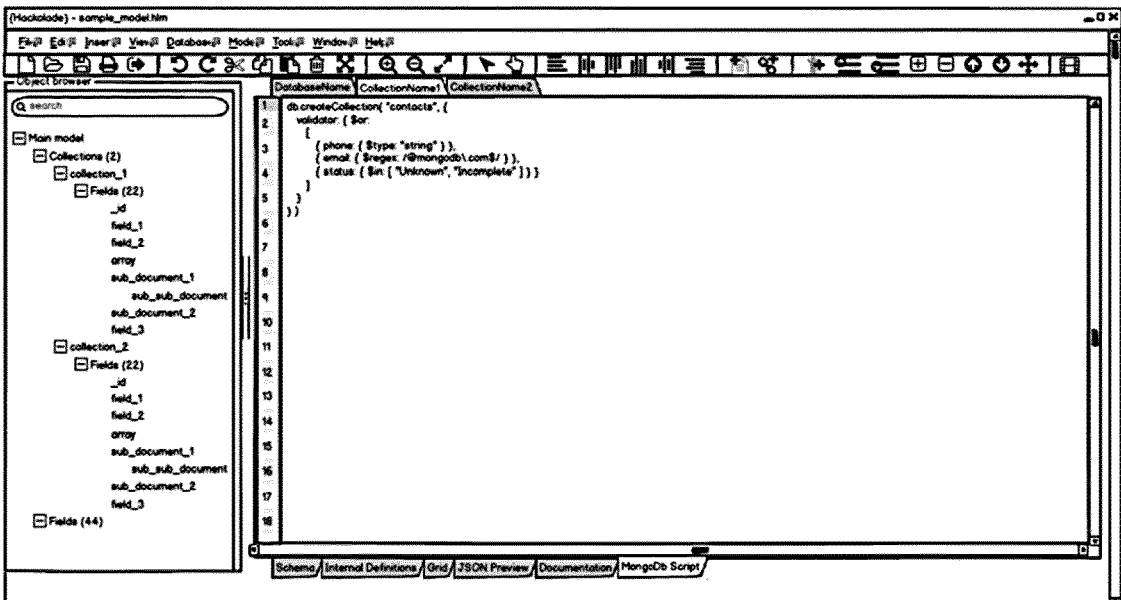 {Hackolade} - sample_model.hlm
File Edit Insert View Database Model Tools Window Help
Object browser
search
Main model
Collections (2)
collection_1
Fields (22)
_id
field_1
field_2
array
sub_document_1
sub_sub_document
sub_document_2
field_3
collection_2
Fields (22)
_id
field_1
field_2
array
sub_document_1
sub_sub_document
sub_document_2
field_3
Fields (44)
DatabaseName CollectionName1 CollectionName2
1
2
3
4
5
6
7
8
9
10
11
12
13
14
15
16
17
18
db.createCollection( "contacts", {
validator: { $or:
[
{ phone: { $type: "string" } },
{ email: { $regex: /@mongodb\.com$/ } },
{ status: { $in: [ "Unknown", "Incomplete" ] } }
]
}
} )
Schema Internal Definitions Grid JSON Preview Documentation MongoDb Script